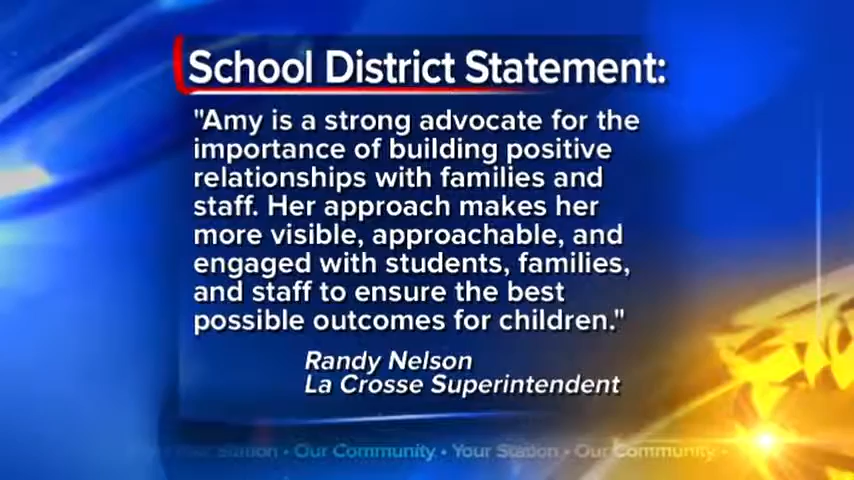 School District Statement:
"Amy is a strong advocate for the
importance of building positive
relationships with families and
staff. Her approach makes her
more visible, approachable, and
engaged with students, families,
and staff to ensure the best
possible outcomes for children."
Randy Nelson
La Crosse Superintendent
Your Station • Our Community • Your Station • Our Community •